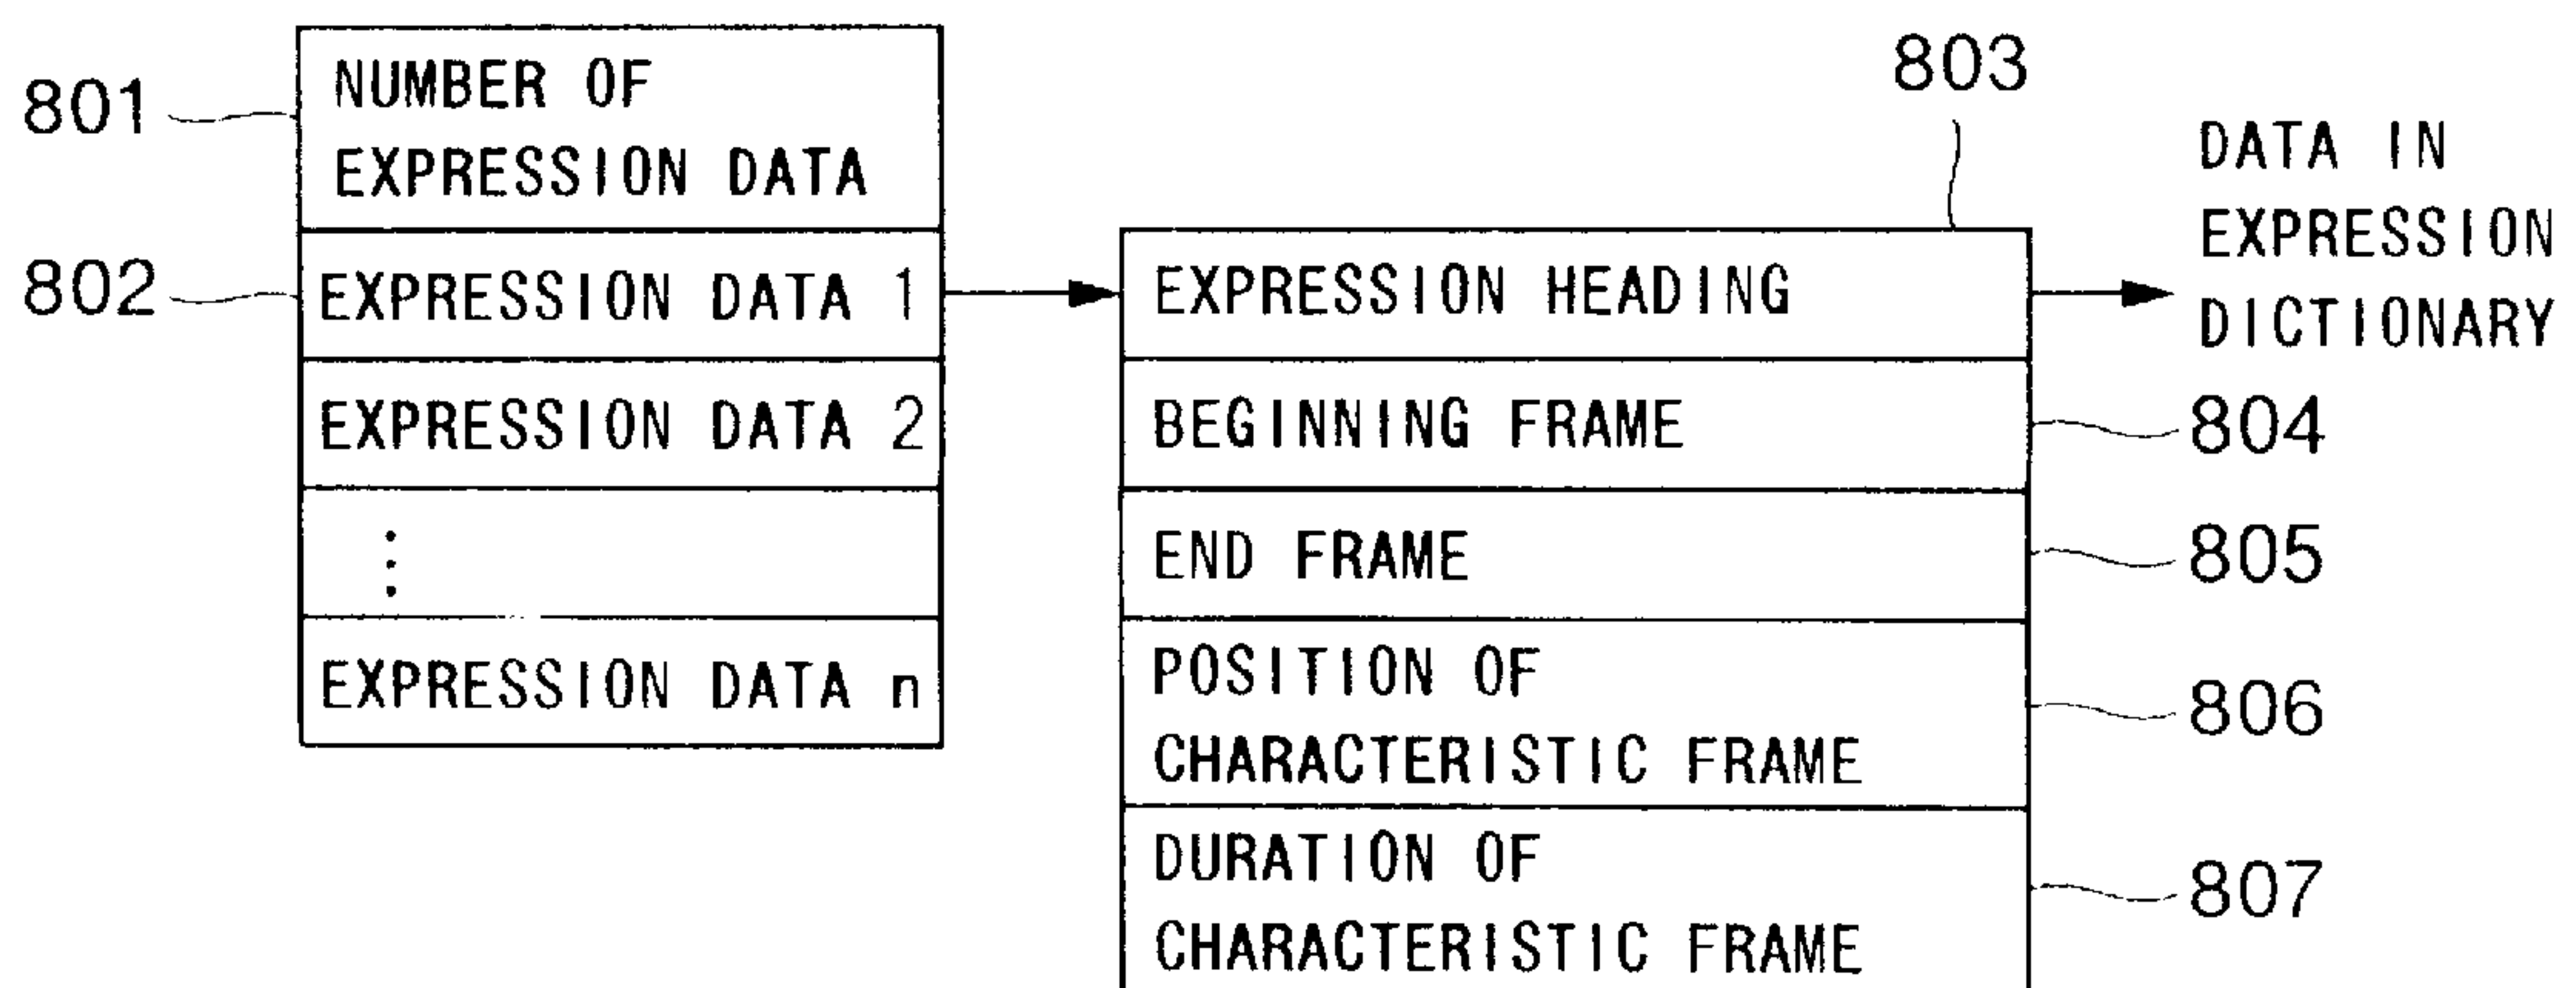 801
NUMBER OF
EXPRESSION DATA
802
EXPRESSION DATA 1
EXPRESSION DATA 2
⋮
EXPRESSION DATA n
803
EXPRESSION HEADING
DATA IN
EXPRESSION
DICTIONARY
BEGINNING FRAME
804
END FRAME
805
POSITION OF
CHARACTERISTIC FRAME
806
DURATION OF
CHARACTERISTIC FRAME
807